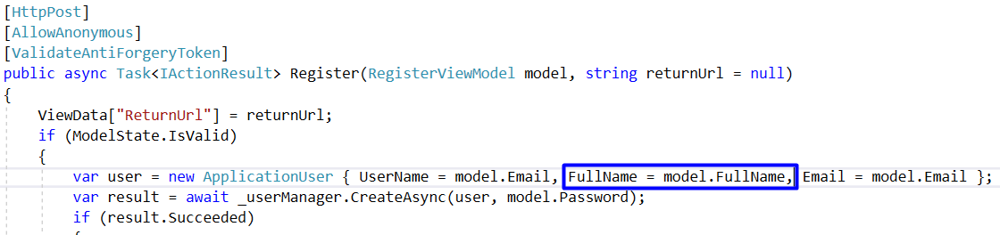 [HttpPost]
[AllowAnonymous]
[ValidateAntiForgeryToken]
public async Task<IActionResult> Register(RegisterViewModel model, string returnUrl = null)
{
ViewData["ReturnUrl"] = returnUrl;
if (ModelState.IsValid)
{
var user = new ApplicationUser { UserName = model.Email, FullName = model.FullName, Email = model.Email };
var result = await _userManager.CreateAsync(user, model.Password);
if (result.Succeeded)